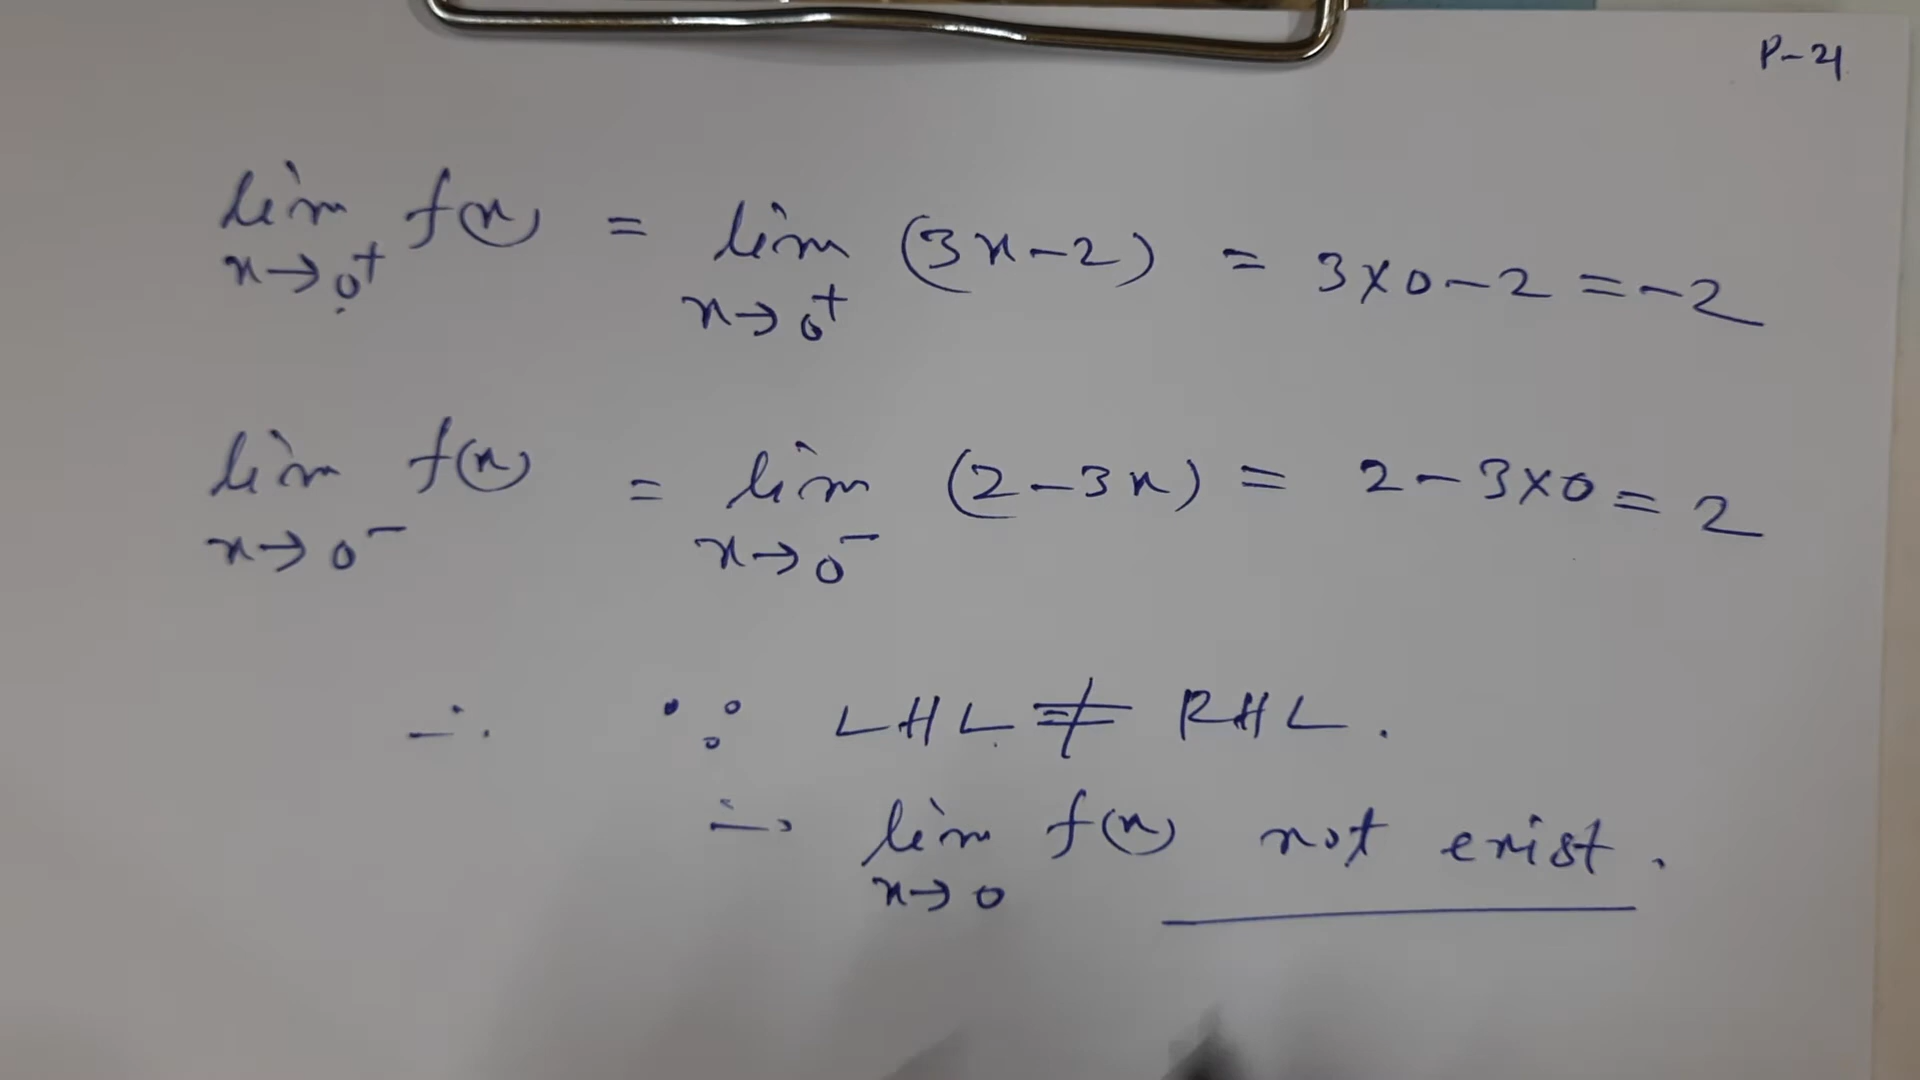 P-21
lim f(x) = lim (3x-2) = 3×0-2 = -2
x→0⁺ x→0⁺
lim f(x) = lim (2-3x) = 2-3×0 = 2
x→0⁻ x→0⁻
∴ ∵ LHL ≠ RHL.
∴ lim f(x) not exist.
x→0